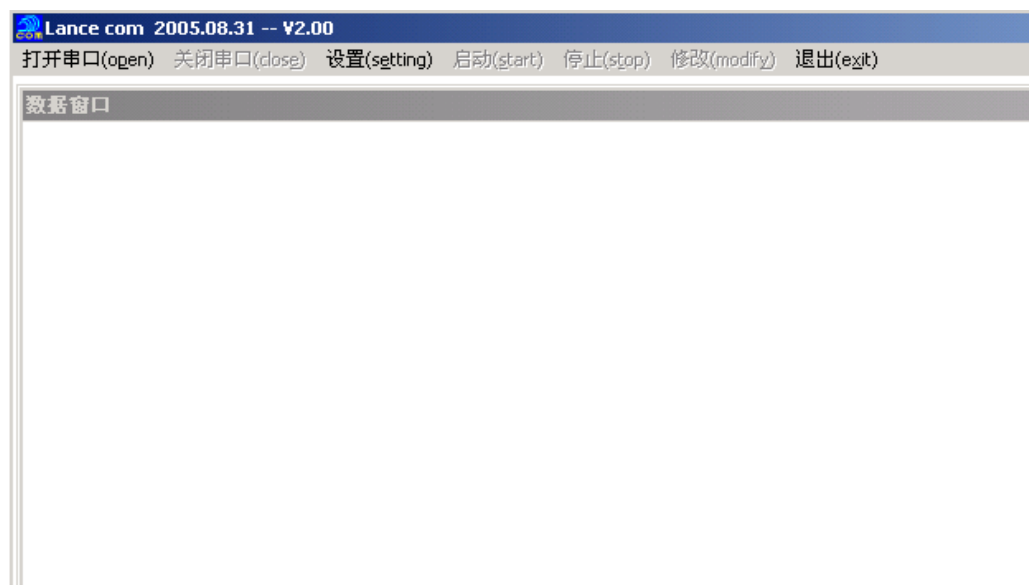 Lance com 2005.08.31 -- V2.00
打开串口(open) 关闭串口(close) 设置(setting) 启动(start) 停止(stop) 修改(modify) 退出(exit)
数据窗口